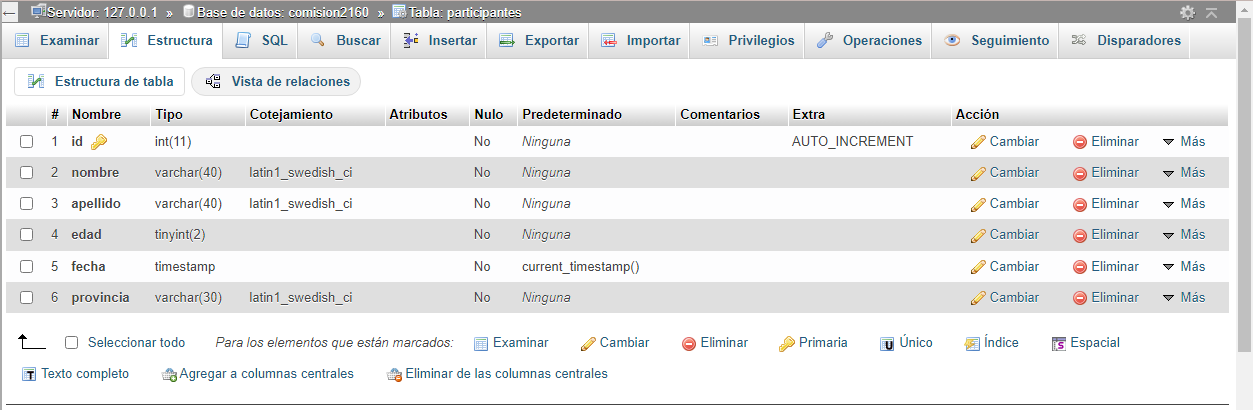 Servidor: 127.0.0.1 » Base de datos: comision2160 » Tabla: participantes
Examinar Estructura SQL Buscar Insertar Exportar Importar Privilegios Operaciones Seguimiento Disparadores
Estructura de tabla Vista de relaciones
# Nombre Tipo Cotejamiento Atributos Nulo Predeterminado Comentarios Extra Acción
1 id int(11) No Ninguna AUTO_INCREMENT Cambiar Eliminar Más
2 nombre varchar(40) latin1_swedish_ci No Ninguna Cambiar Eliminar Más
3 apellido varchar(40) latin1_swedish_ci No Ninguna Cambiar Eliminar Más
4 edad tinyint(2) No Ninguna Cambiar Eliminar Más
5 fecha timestamp No current_timestamp() Cambiar Eliminar Más
6 provincia varchar(30) latin1_swedish_ci No Ninguna Cambiar Eliminar Más
Seleccionar todo Para los elementos que están marcados: Examinar Cambiar Eliminar Primaria Único Índice Espacial
Texto completo Agregar a columnas centrales Eliminar de las columnas centrales